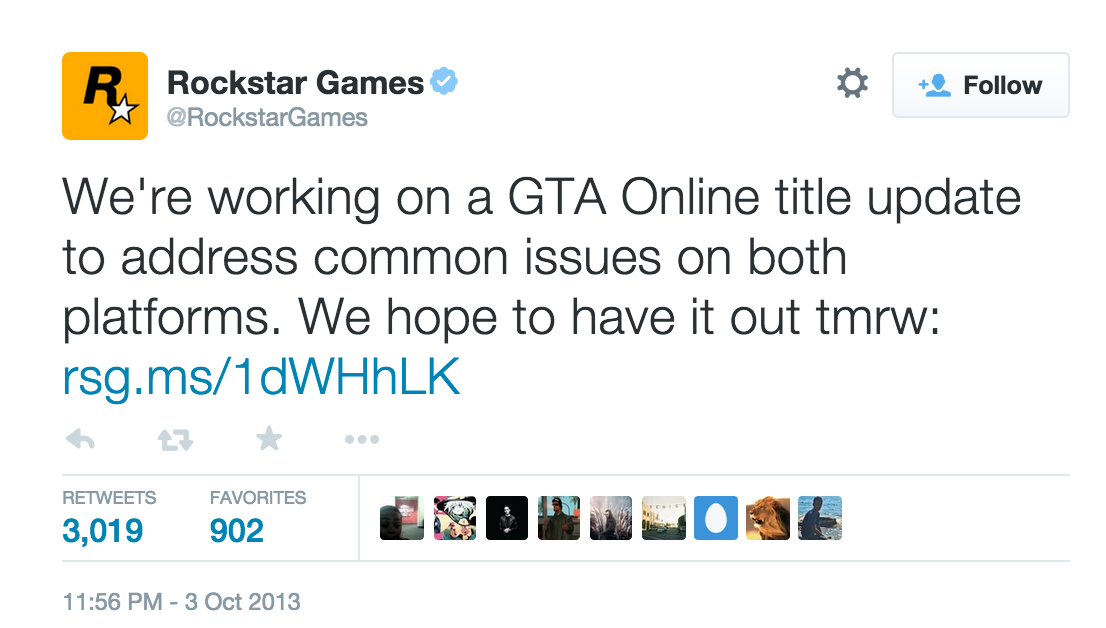 Rockstar Games
@RockstarGames
Follow
We're working on a GTA Online title update
to address common issues on both
platforms. We hope to have it out tmrw:
rsg.ms/1dWHhLK
RETWEETS
FAVORITES
3,019
902
11:56 PM - 3 Oct 2013